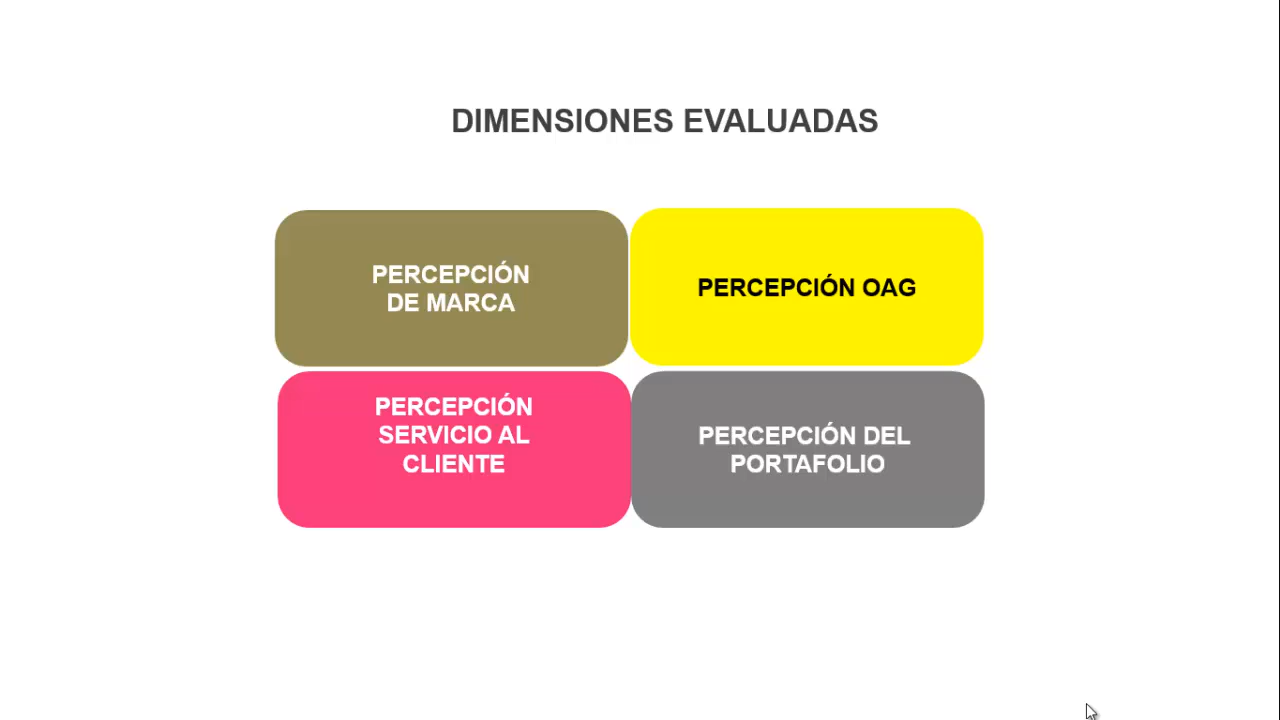 DIMENSIONES EVALUADAS
PERCEPCIÓN
DE MARCA
PERCEPCIÓN OAG
PERCEPCIÓN
SERVICIO AL
CLIENTE
PERCEPCIÓN DEL
PORTAFOLIO